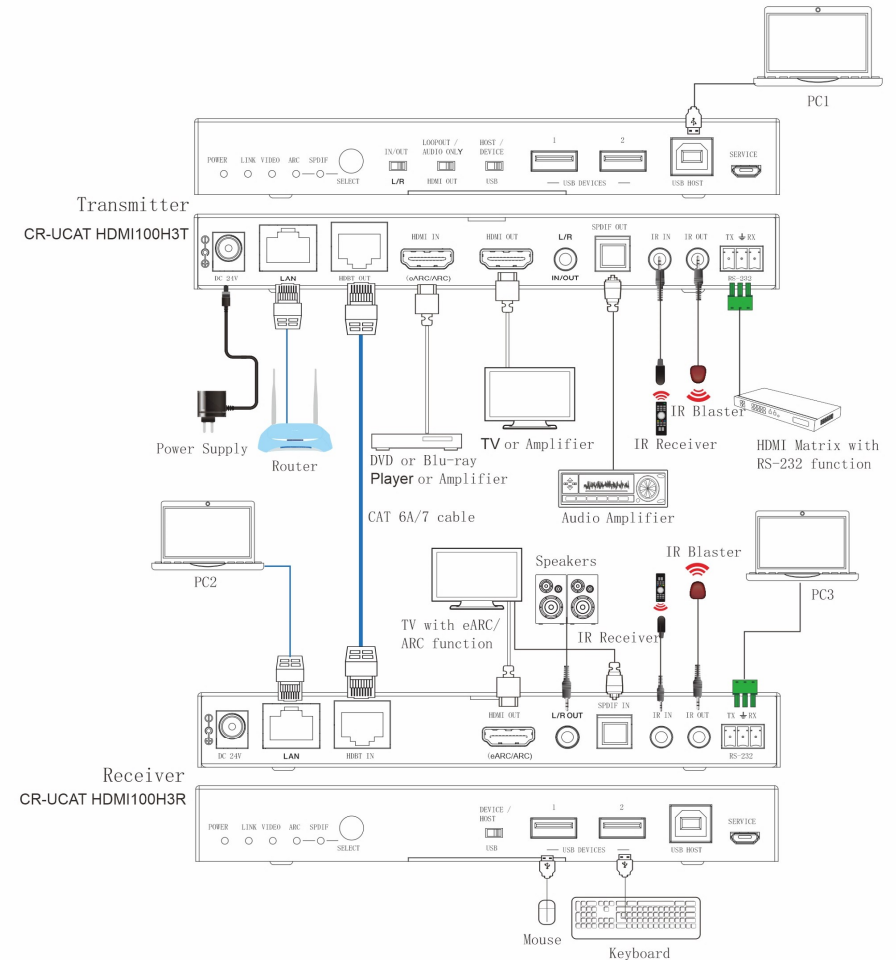 PC1
LOOPOUT / HOST / 1 2
IN/OUT AUDIO ONLY DEVICE SERVICE
POWER LINK VIDEO ARC SPDIF
SELECT L/R HDMI OUT USB USB DEVICES USB HOST
Transmitter
CR-UCAT HDMI100H3T
HDMI IN HDMI OUT L/R SPDIF OUT IR IN IR OUT TX RX
DC 24V LAN HDBT OUT (eARC/ARC) IN/OUT RS-232
Power Supply
Router
DVD or Blu-ray
Player or Amplifier
TV or Amplifier
Audio Amplifier
IR Receiver
IR Blaster
HDMI Matrix with
RS-232 function
CAT 6A/7 cable
PC2
TV with eARC/
ARC function
Speakers
IR Receiver
IR Blaster
PC3
HDMI OUT L/R OUT SPDIF IN IR IN IR OUT TX RX
DC 24V LAN HDBT IN (eARC/ARC) RS-232
Receiver
CR-UCAT HDMI100H3R
DEVICE / 1 2
HOST SERVICE
POWER LINK VIDEO ARC SPDIF
SELECT USB USB DEVICES USB HOST
Mouse
Keyboard